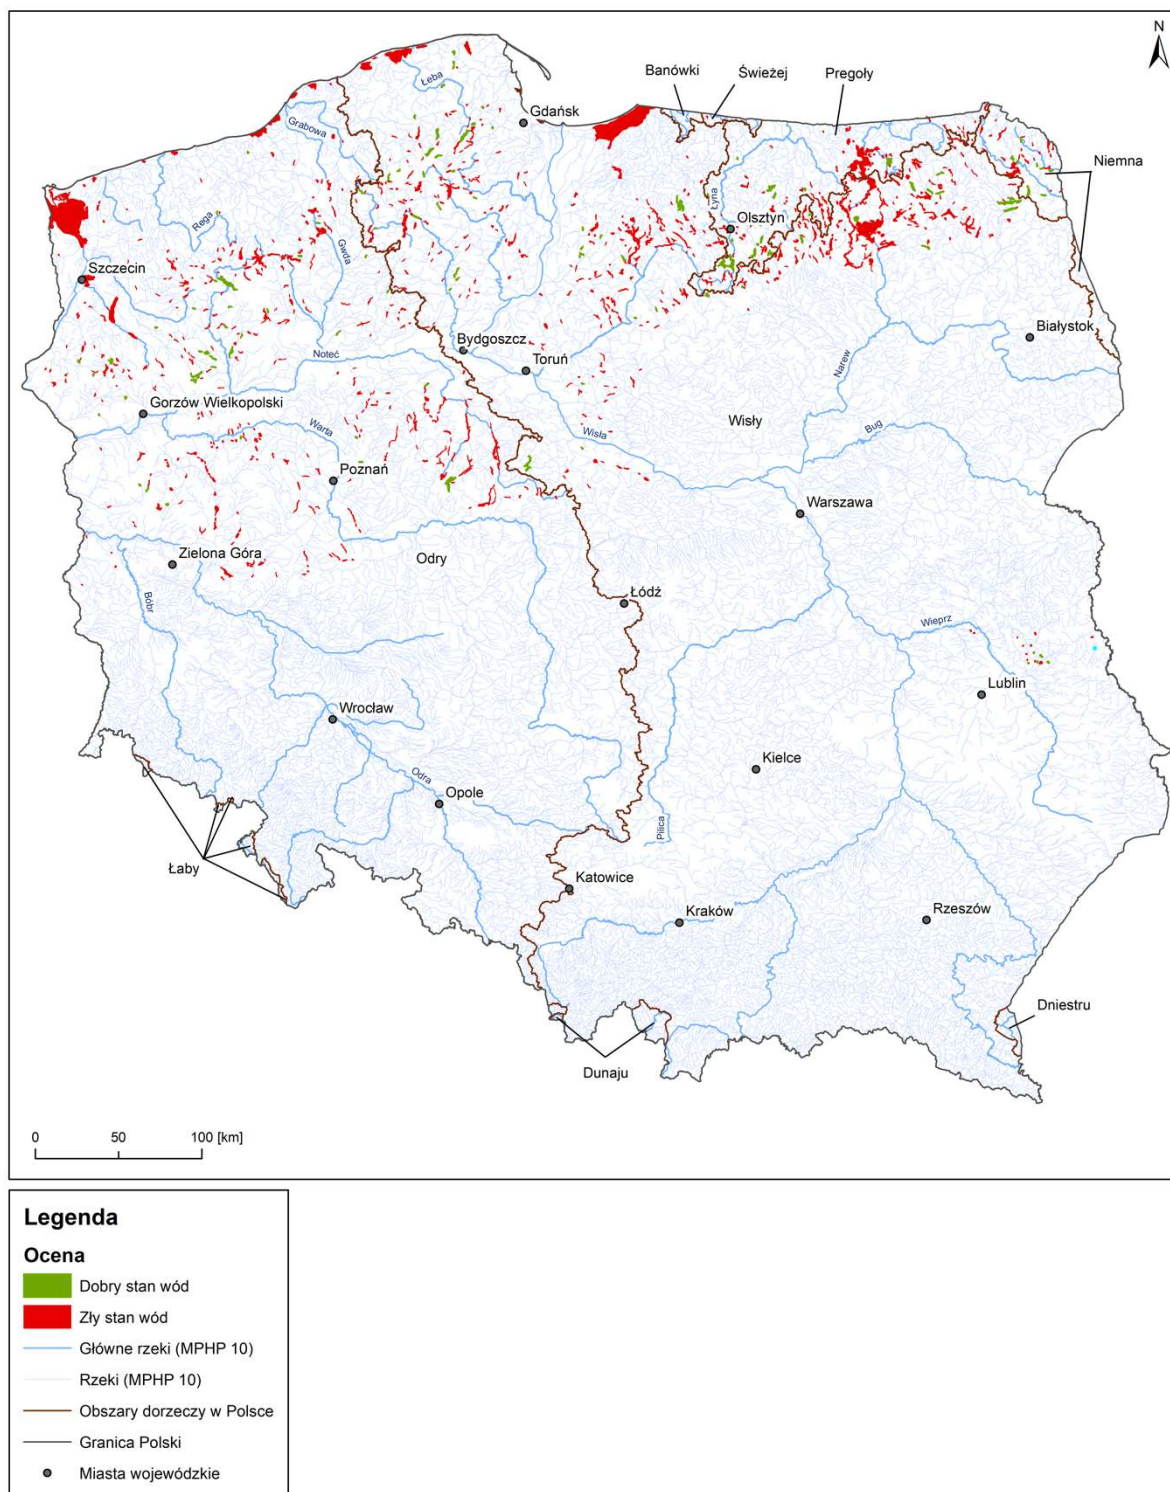 N
Banówki
Świeżej
Pregoły
Łeba
Gdańsk
Grabowa
Niemna
Łyna
Olsztyn
Rega
Gwda
Szczecin
Białystok
Bydgoszcz
Noteć
Toruń
Narew
Gorzów Wielkopolski
Wisły
Warta
Wisła
Bug
Poznań
Warszawa
Zielona Góra
Odry
Bóbr
Łódź
Wieprz
Lublin
Wrocław
Kielce
Odra
Opole
Pilica
Łaby
Katowice
Kraków
Rzeszów
Dniestru
Dunaju
0 50 100 [km]
Legenda
Ocena
Dobry stan wód
Zły stan wód
Główne rzeki (MPHP 10)
Rzeki (MPHP 10)
Obszary dorzeczy w Polsce
Granica Polski
Miasta wojewódzkie